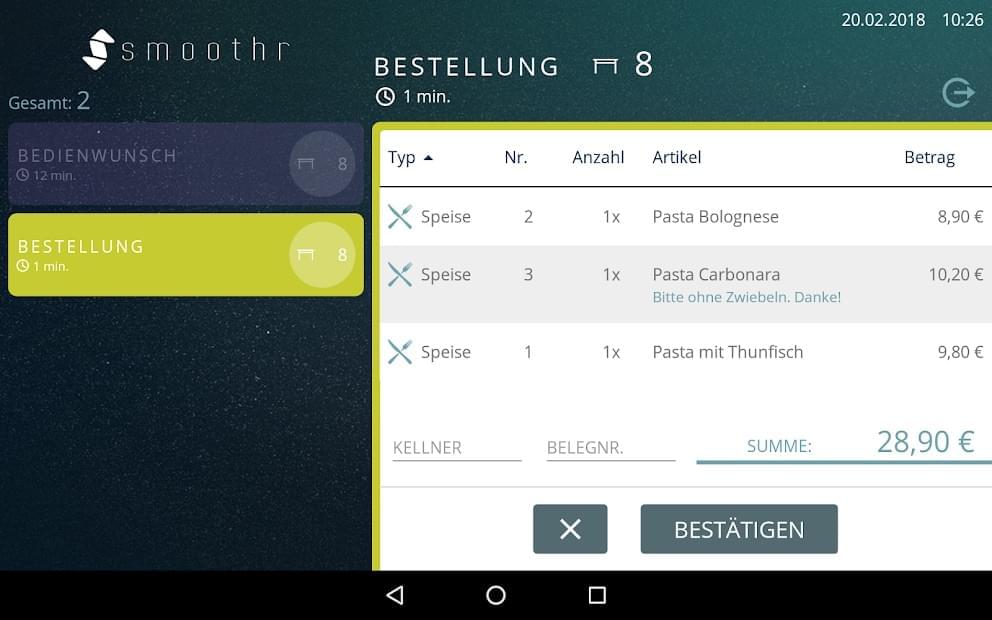 20.02.2018 10:26
smoothr
Gesamt: 2
BEDIENWUNSCH
12 min.
8
BESTELLUNG
1 min.
8
BESTELLUNG 8
1 min.
Typ Nr. Anzahl Artikel Betrag
Speise 2 1x Pasta Bolognese 8,90 €
Speise 3 1x Pasta Carbonara 10,20 €
Bitte ohne Zwiebeln. Danke!
Speise 1 1x Pasta mit Thunfisch 9,80 €
KELLNER BELEGNR. SUMME: 28,90 €
BESTÄTIGEN